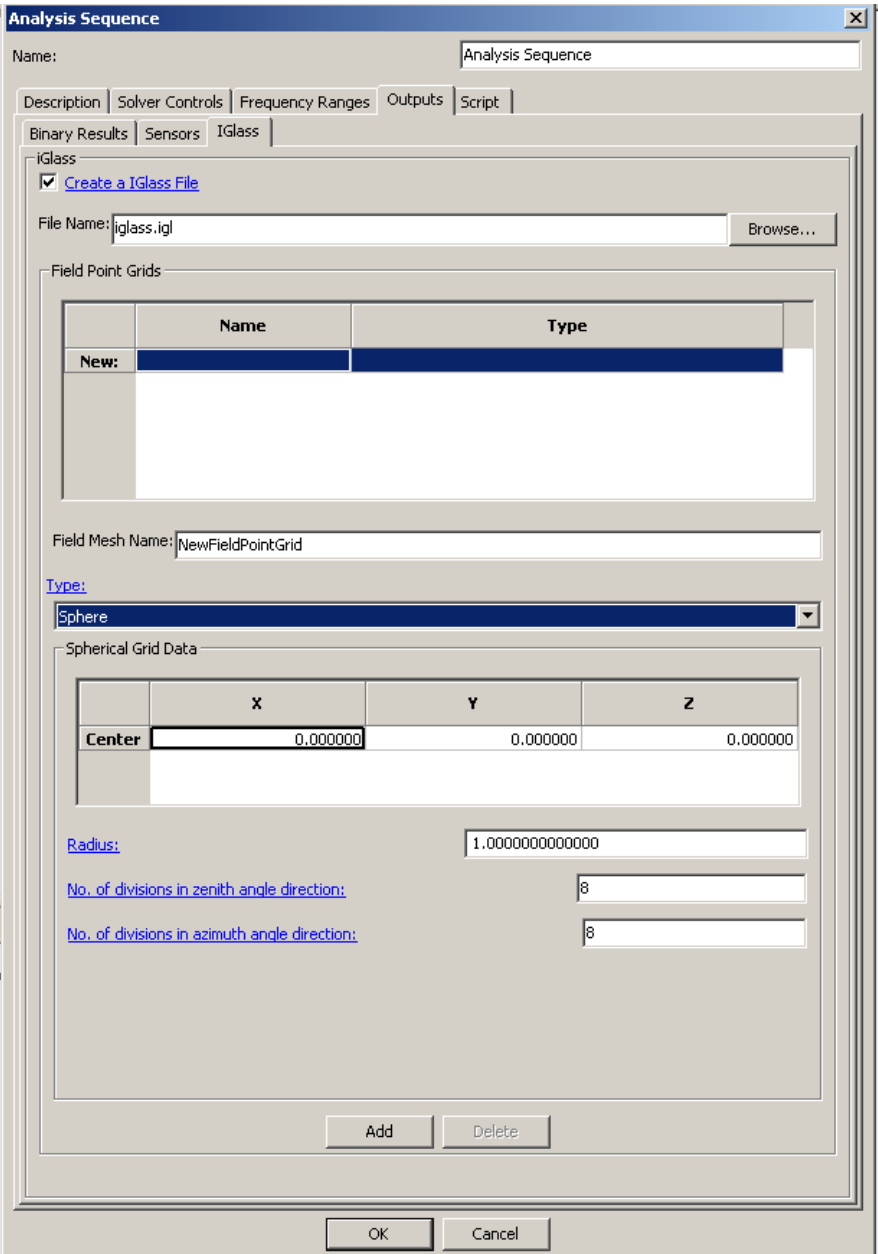 Analysis Sequence
Name: Analysis Sequence
Description Solver Controls Frequency Ranges Outputs Script
Binary Results Sensors IGlass
iGlass
Create a IGlass File
File Name: iglass.igl Browse...
Field Point Grids
Name Type
New:
Field Mesh Name: NewFieldPointGrid
Type:
Sphere
Spherical Grid Data
X Y Z
Center 0.000000 0.000000 0.000000
Radius: 1.0000000000000
No. of divisions in zenith angle direction: 8
No. of divisions in azimuth angle direction: 8
Add Delete
OK Cancel